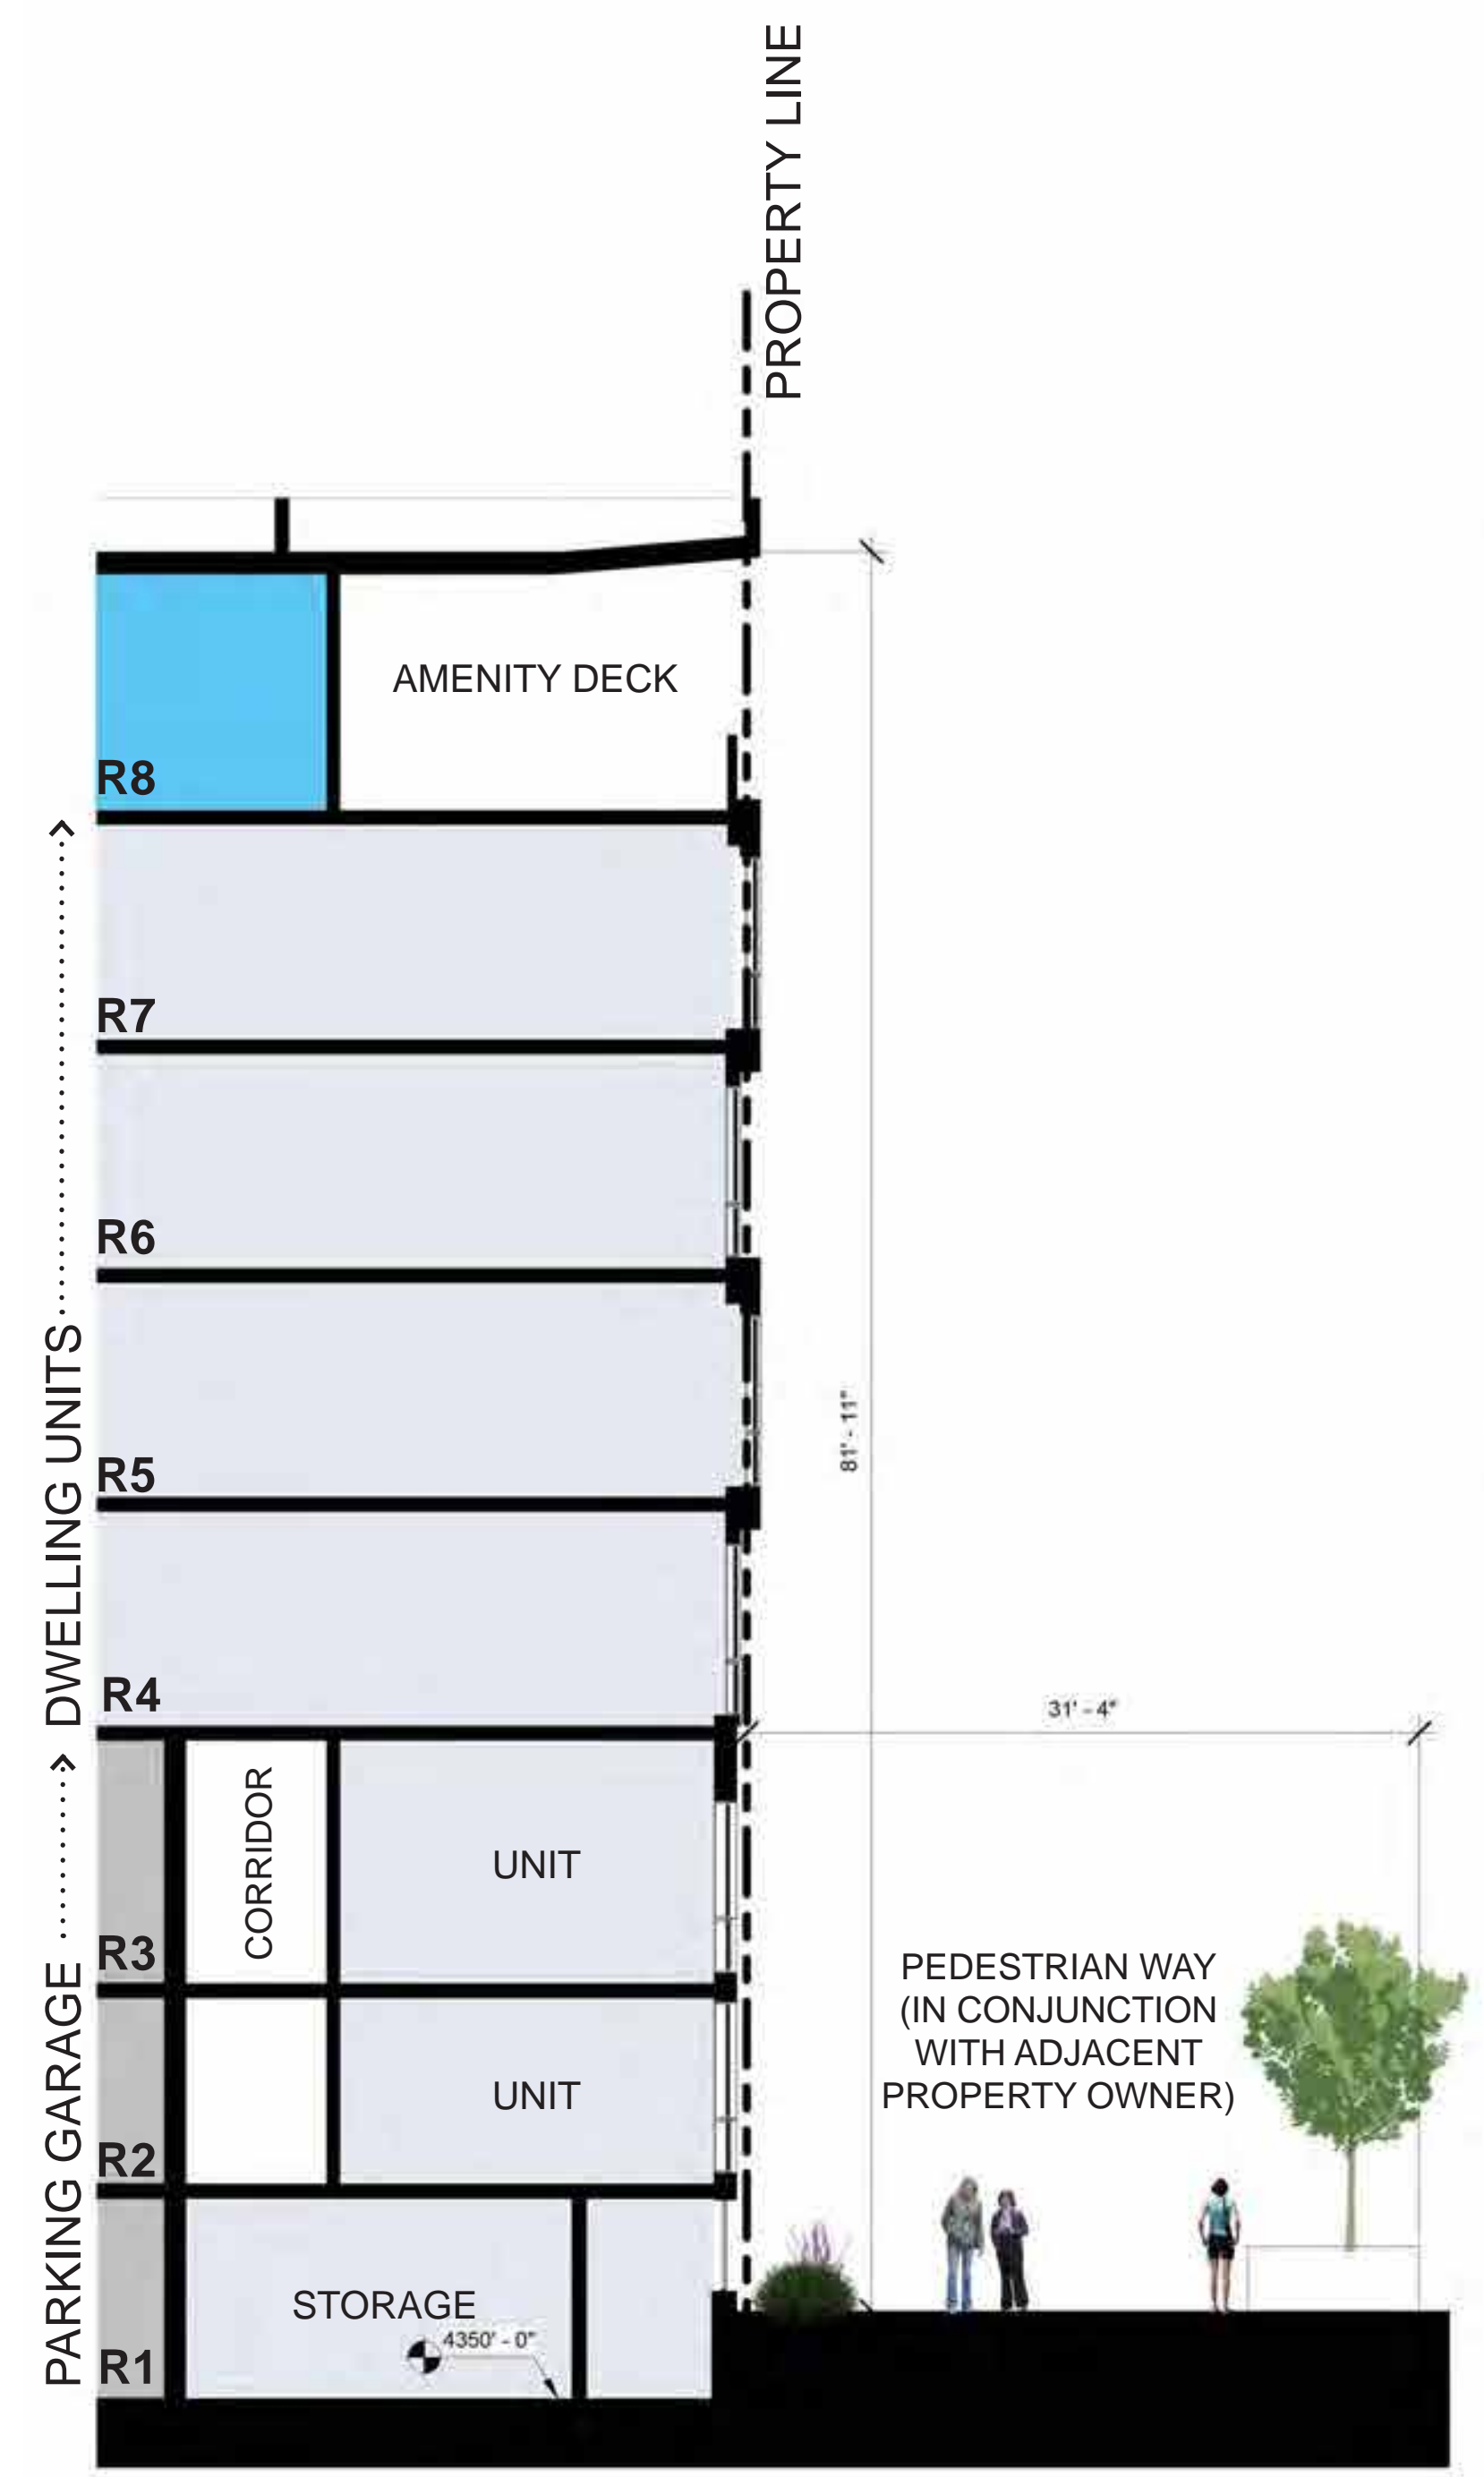 PROPERTY LINE
AMENITY DECK
R8
R7
R6
R5
81' - 11"
DWELLING UNITS
R4
31' - 4"
CORRIDOR
UNIT
R3
PEDESTRIAN WAY
(IN CONJUNCTION
WITH ADJACENT
PROPERTY OWNER)
UNIT
R2
PARKING GARAGE
STORAGE
4350' - 0"
R1